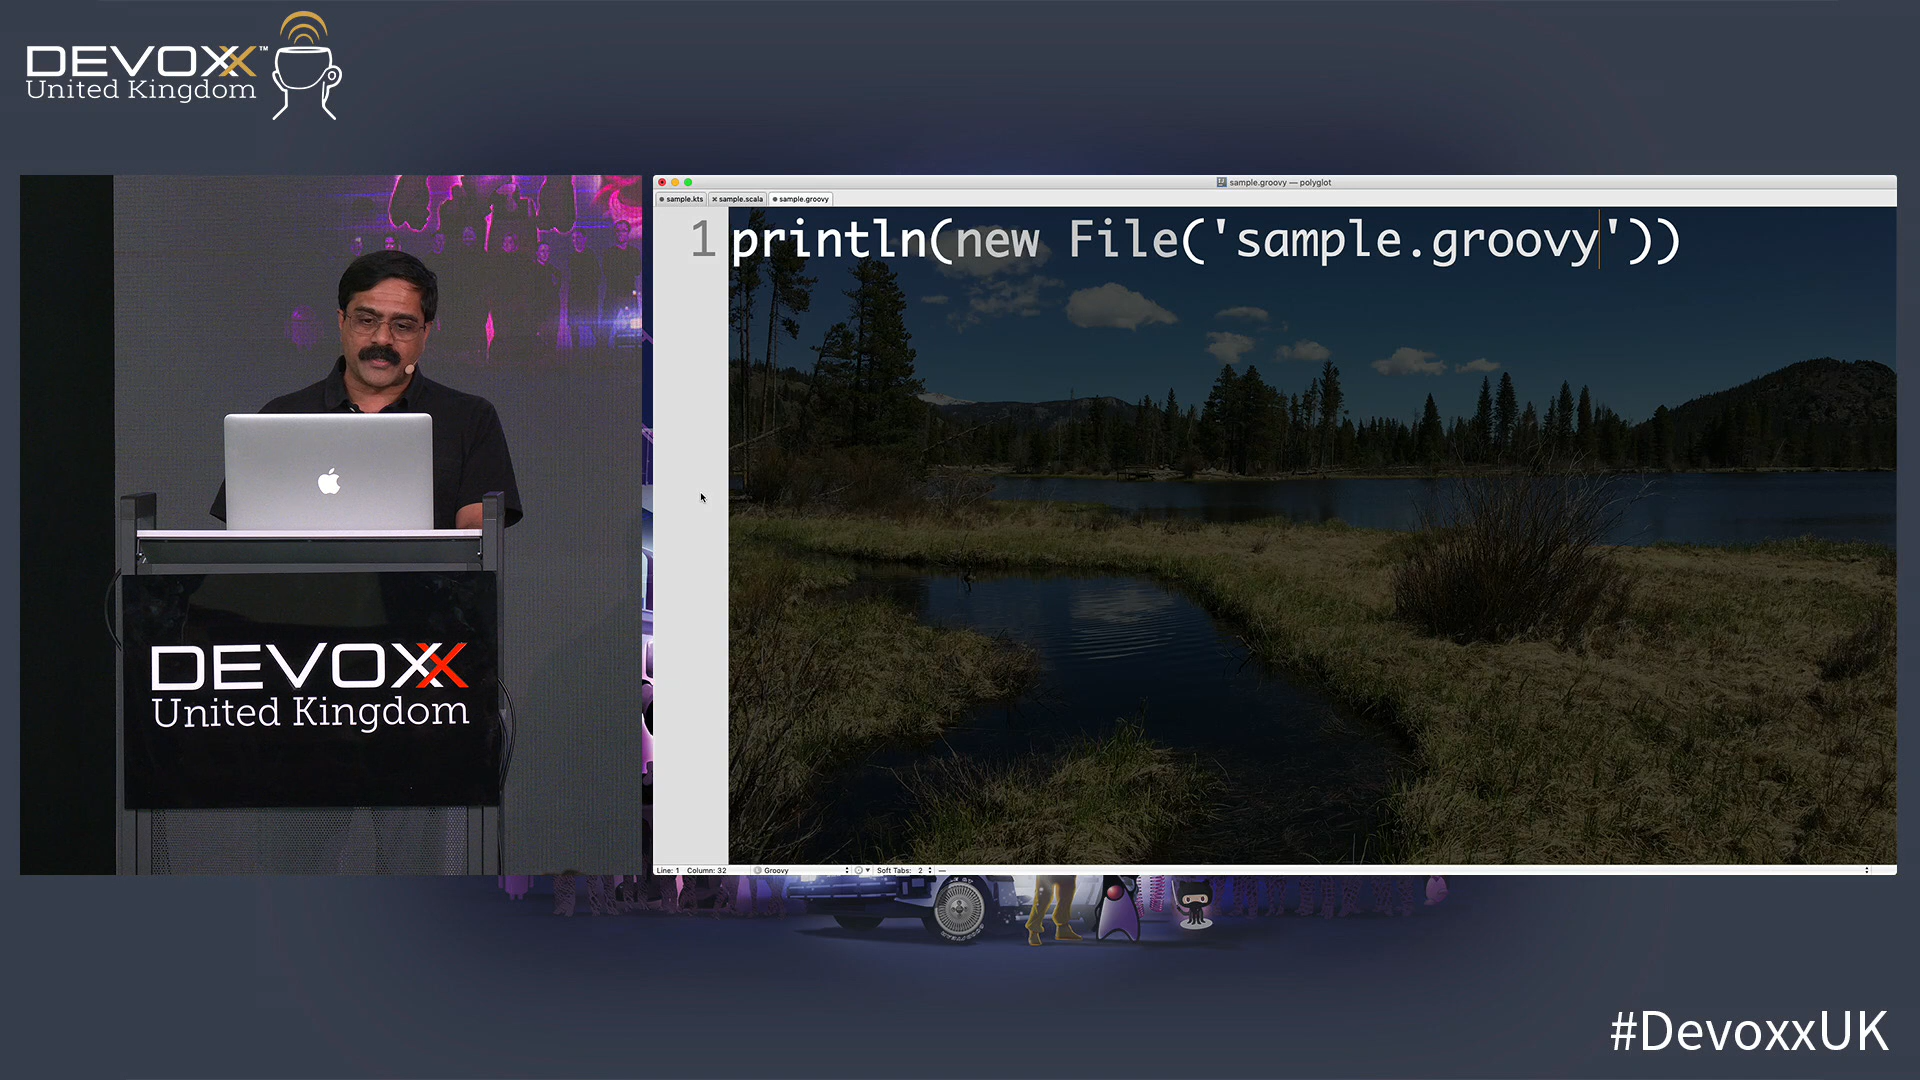 DEVOXX™
United Kingdom
sample.groovy — polyglot
sample.kts
sample.scala
sample.groovy
1 println(new File('sample.groovy'))
DEVOXX
United Kingdom
Line: 1 Column: 32 Groovy Soft Tabs: 2
#DevoxxUK